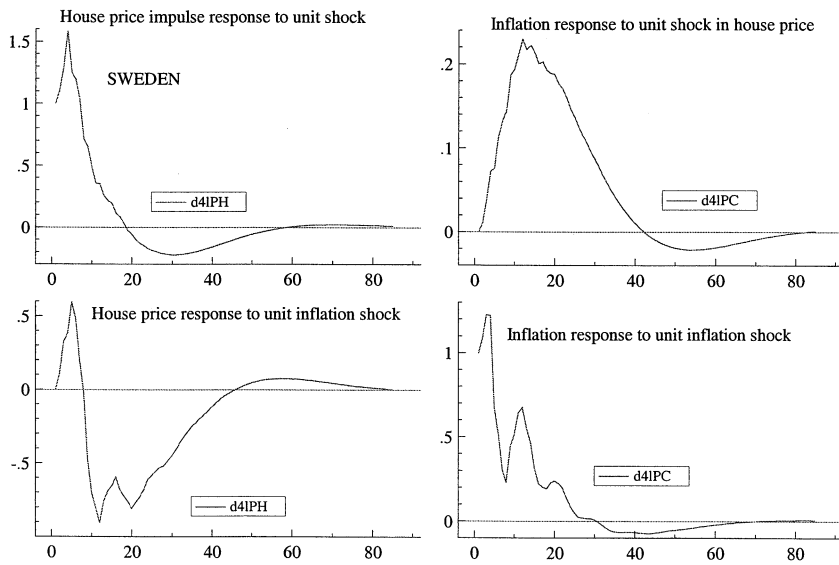 House price impulse response to unit shock
1.5
SWEDEN
1
.5
d4lPH
0
0 20 40 60 80
Inflation response to unit shock in house price
.2
.1
d4lPC
0
0 20 40 60 80
House price response to unit inflation shock
.5
0
-.5
d4lPH
0 20 40 60 80
Inflation response to unit inflation shock
1
.5
d4lPC
0
0 20 40 60 80